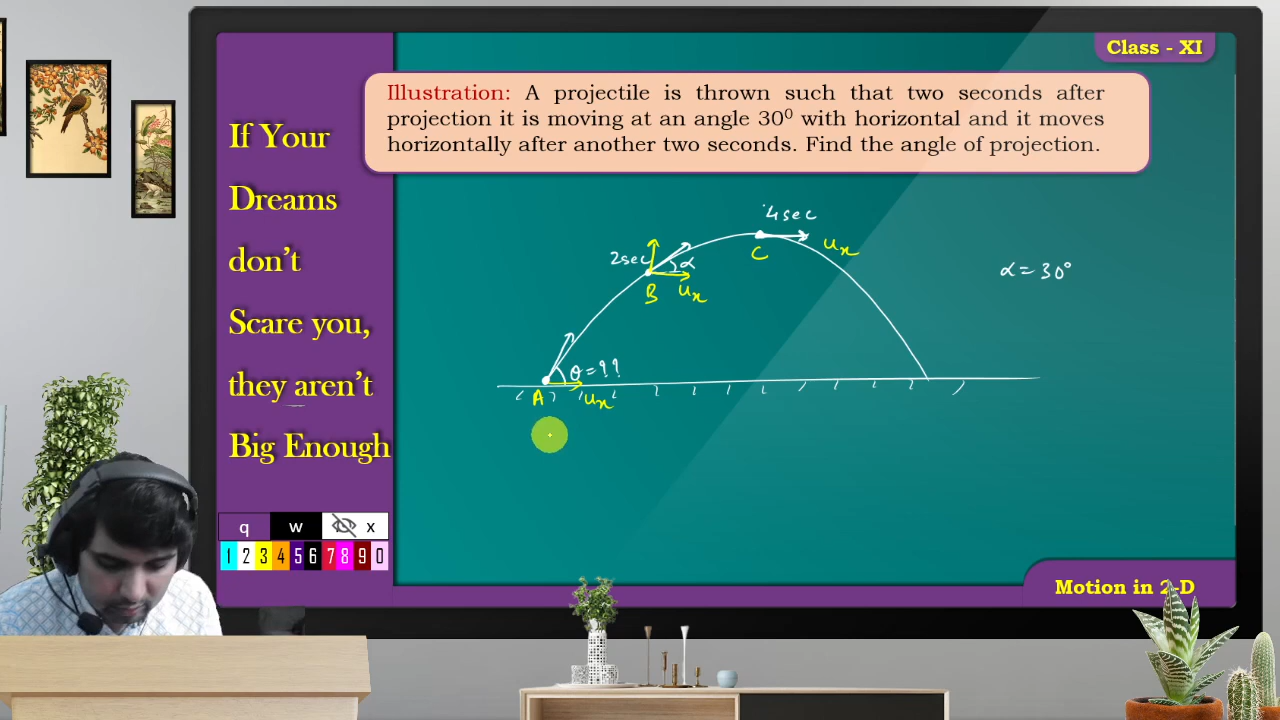 Class - XI
Illustration: A projectile is thrown such that two seconds after
projection it is moving at an angle 30⁰ with horizontal and it moves
horizontally after another two seconds. Find the angle of projection.
If Your
Dreams
don't
Scare you,
they aren't
Big Enough
4sec
2sec
α
C
uₓ
α = 30°
B
uₓ
θ = ??
A
uₓ
q w x
1 2 3 4 5 6 7 8 9 0
Motion in 2-D